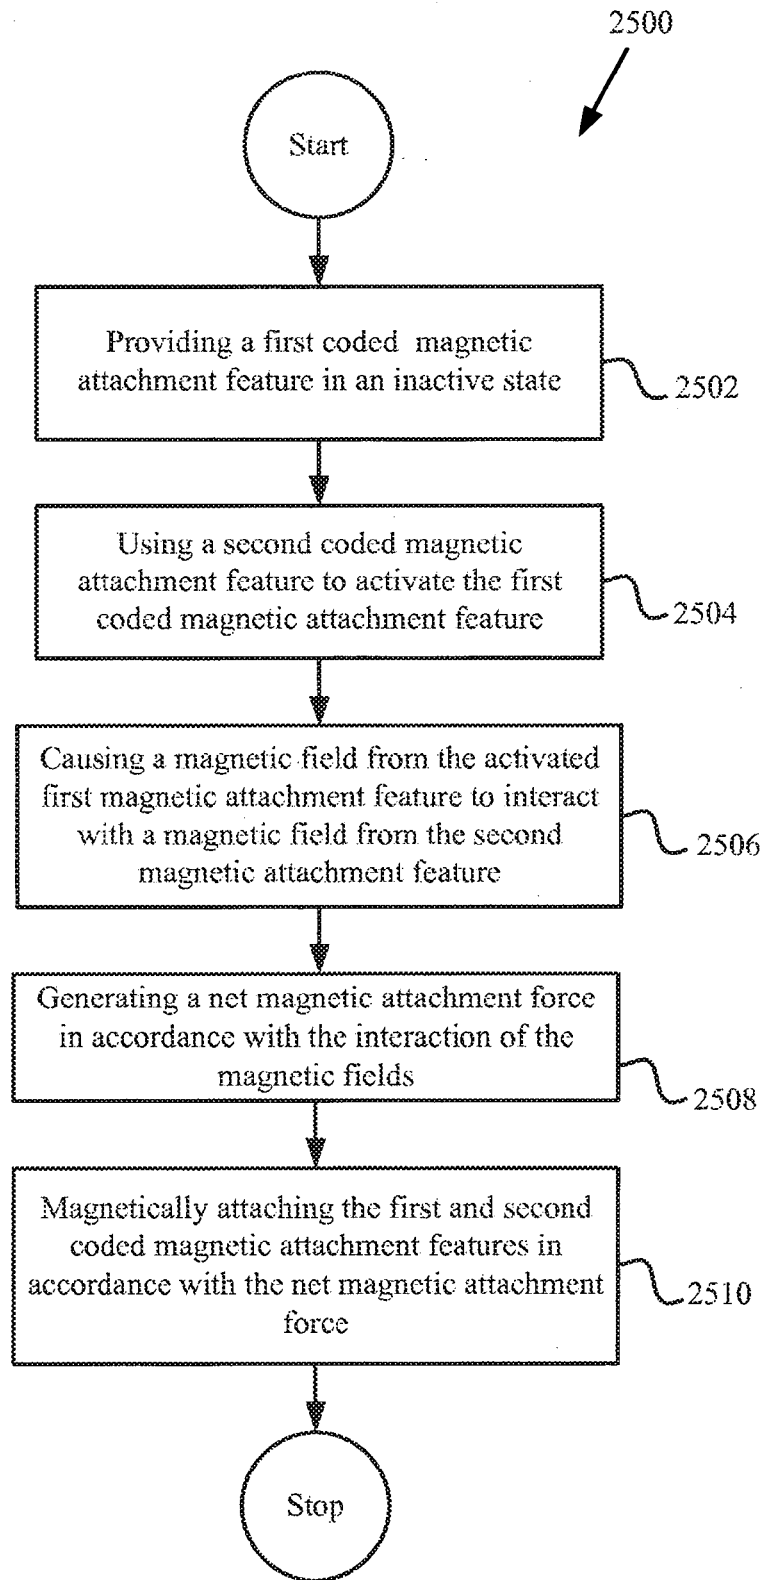 2500
Start
Providing a first coded magnetic
attachment feature in an inactive state
2502
Using a second coded magnetic
attachment feature to activate the first
coded magnetic attachment feature
2504
Causing a magnetic field from the activated
first magnetic attachment feature to interact
with a magnetic field from the second
magnetic attachment feature
2506
Generating a net magnetic attachment force
in accordance with the interaction of the
magnetic fields
2508
Magnetically attaching the first and second
coded magnetic attachment features in
accordance with the net magnetic attachment
force
2510
Stop